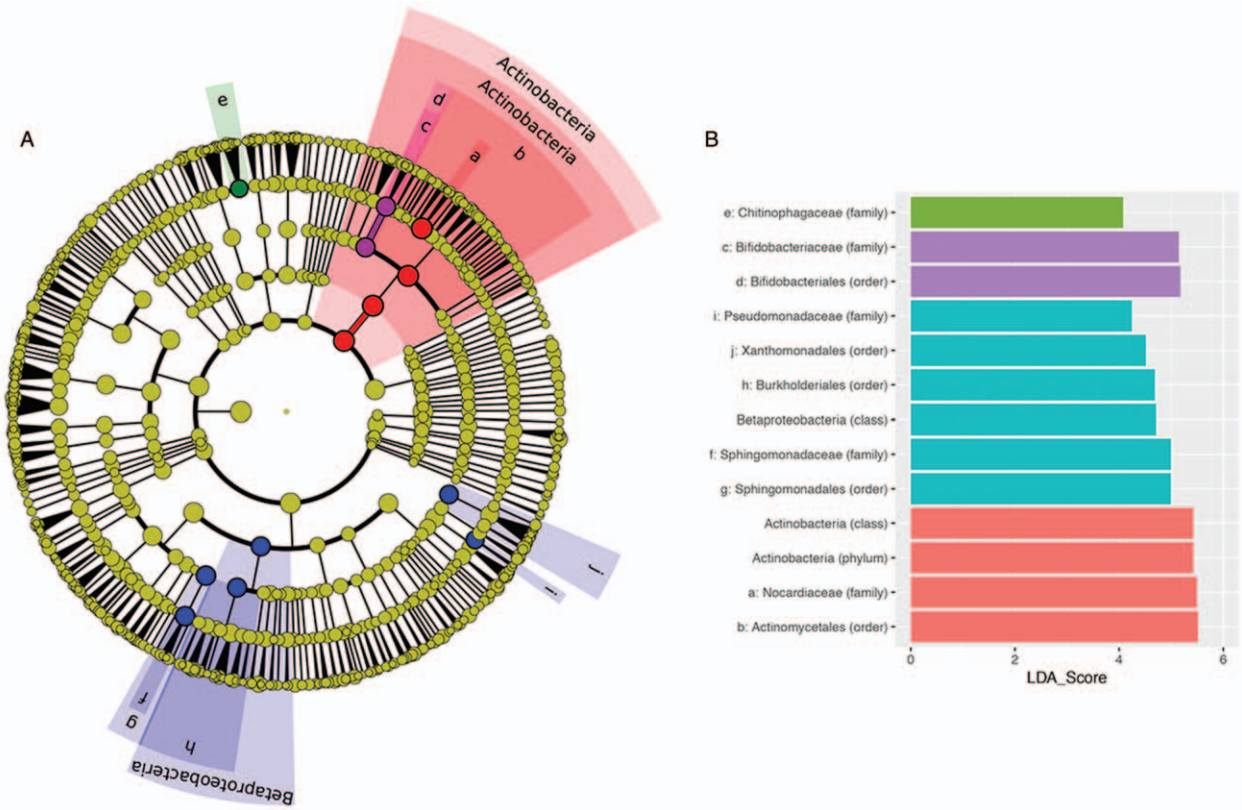 A
e
Actinobacteria
Actinobacteria
d
c
a
b
j
i
f
g
h
Betaproteobacteria
B
e: Chitinophagaceae (family)
c: Bifidobacteriaceae (family)
d: Bifidobacteriales (order)
i: Pseudomonadaceae (family)
j: Xanthomonadales (order)
h: Burkholderiales (order)
Betaproteobacteria (class)
f: Sphingomonadaceae (family)
g: Sphingomonadales (order)
Actinobacteria (class)
Actinobacteria (phylum)
a: Nocardiaceae (family)
b: Actinomycetales (order)
0 2 4 6
LDA_Score